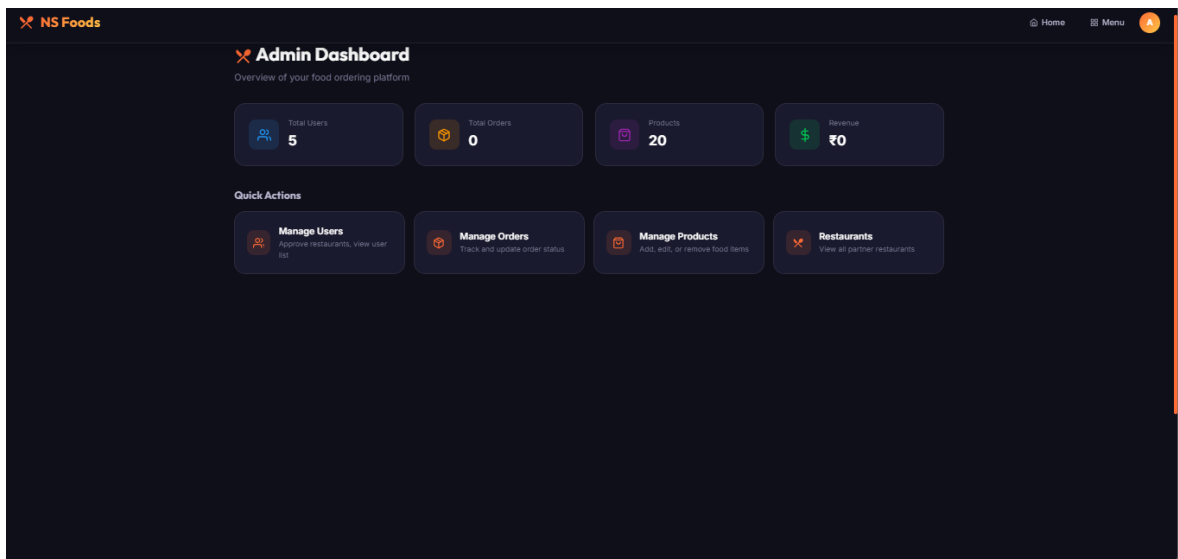 NS Foods
Home
Menu
A
Admin Dashboard
Overview of your food ordering platform
Total Users
5
Total Orders
0
Products
20
Revenue
₹0
Quick Actions
Manage Users
Approve restaurants, view user
list
Manage Orders
Track and update order status
Manage Products
Add, edit, or remove food items
Restaurants
View all partner restaurants